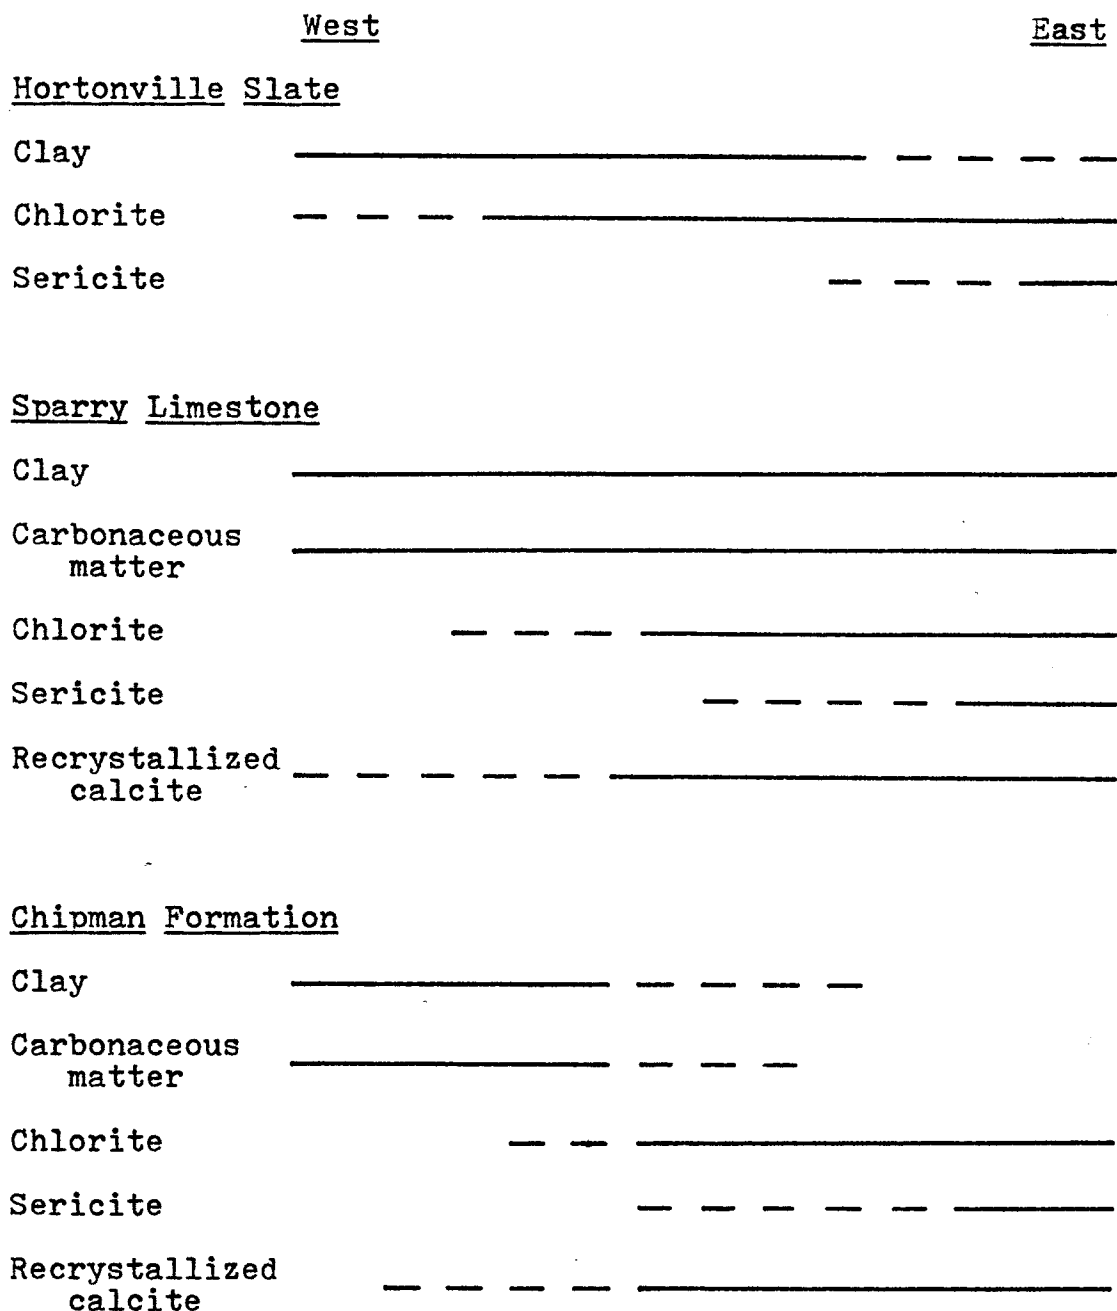 West East
Hortonville Slate
Clay
Chlorite
Sericite
Sparry Limestone
Clay
Carbonaceous
matter
Chlorite
Sericite
Recrystallized
calcite
Chipman Formation
Clay
Carbonaceous
matter
Chlorite
Sericite
Recrystallized
calcite